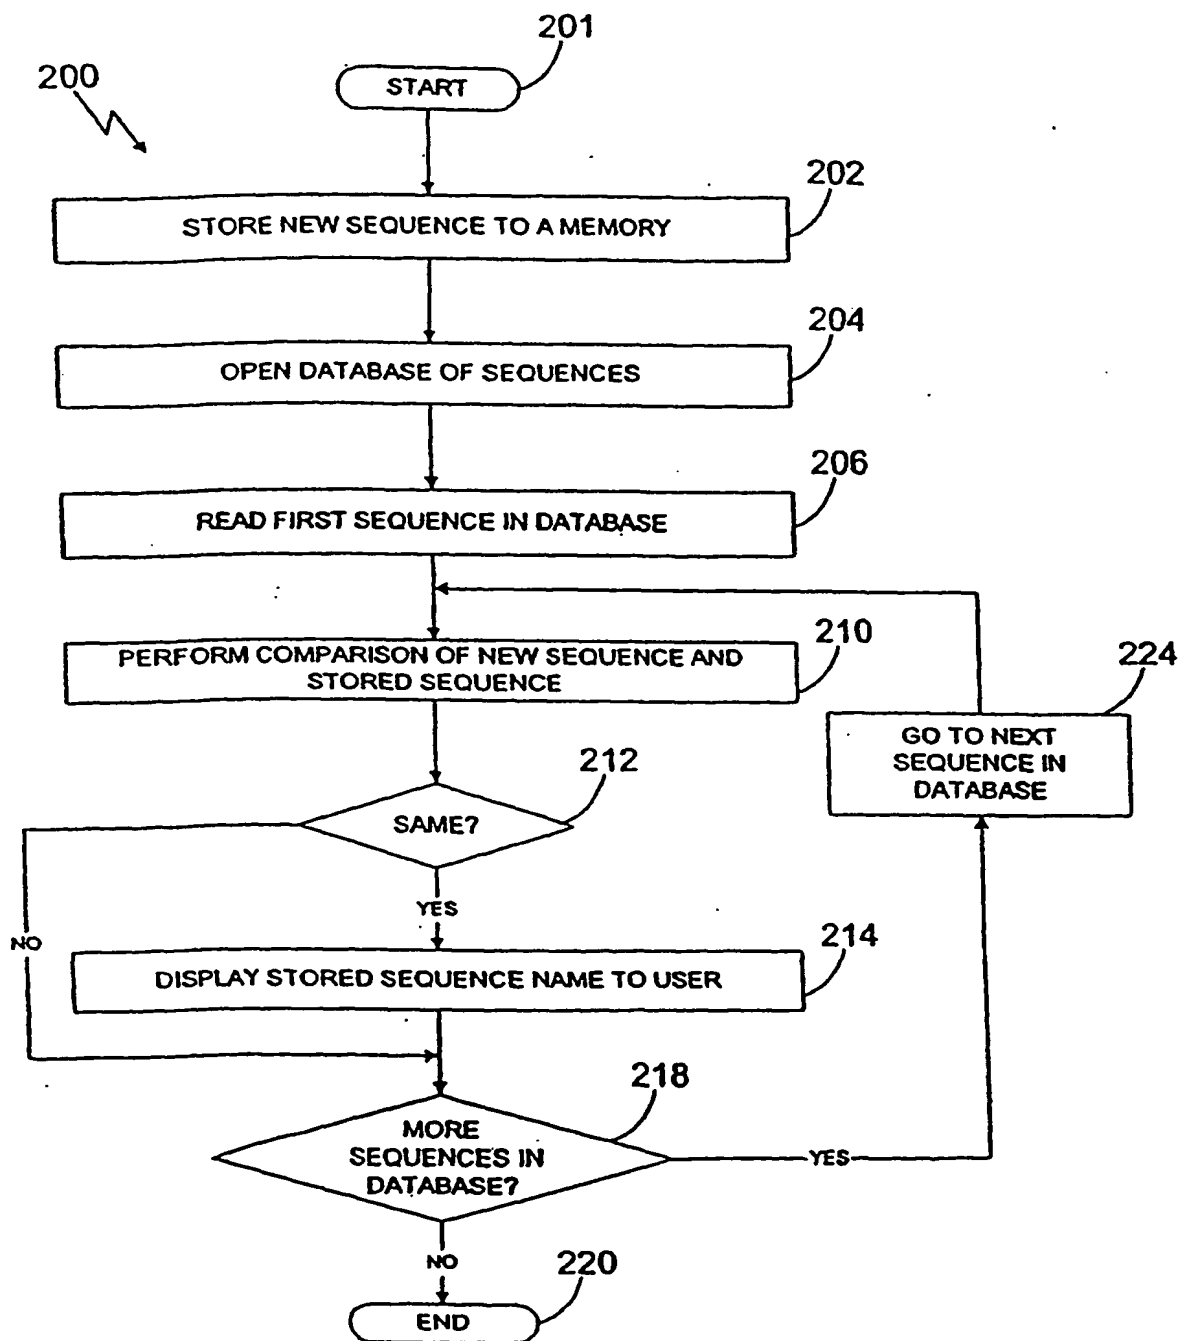 201
200
START
202
STORE NEW SEQUENCE TO A MEMORY
204
OPEN DATABASE OF SEQUENCES
206
READ FIRST SEQUENCE IN DATABASE
210
PERFORM COMPARISON OF NEW SEQUENCE AND
STORED SEQUENCE
224
GO TO NEXT
SEQUENCE IN
DATABASE
212
SAME?
YES
NO
214
DISPLAY STORED SEQUENCE NAME TO USER
218
MORE
SEQUENCES IN
DATABASE?
YES
NO
220
END